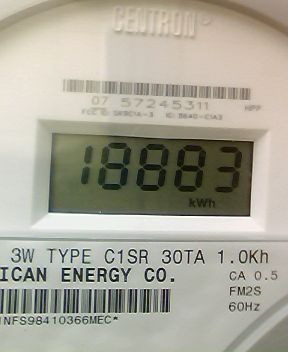 CENTRON
07 57245311 HPP
18883
kWh
3W TYPE C1SR 30TA 1.0Kh
ICAN ENERGY CO.
CA 0.5
FM2S
60Hz
INFS98410366MEC*